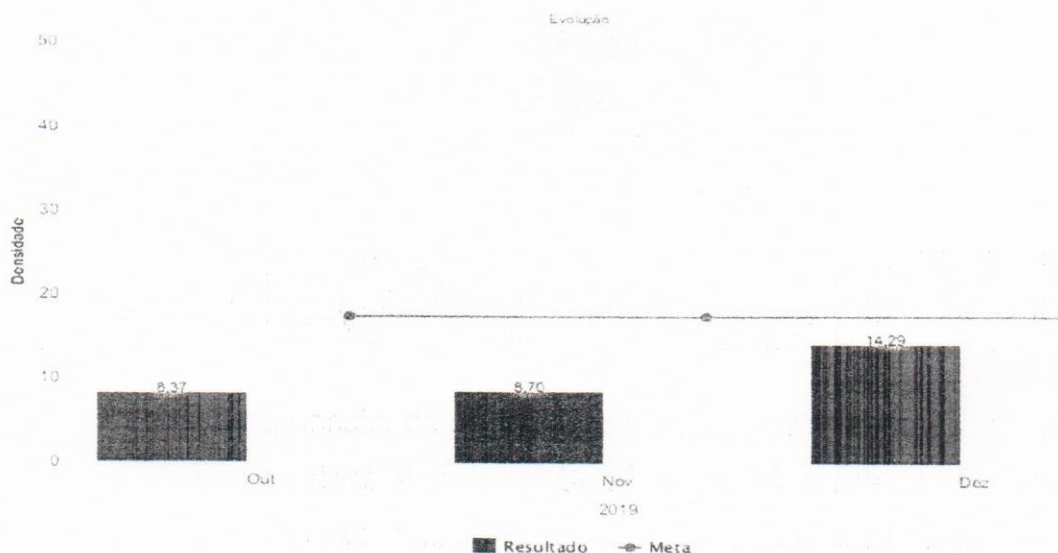 Evolução
50
40
30
20
10
0
Densidade
8,37
8,70
14,29
Out
Nov
Dez
2019
Resultado
Meta